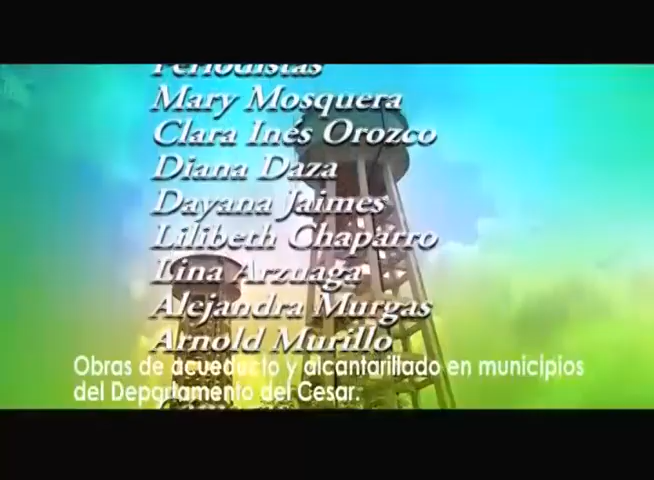 Periodistas
Mary Mosquera
Clara Inés Orozco
Diana Daza
Dayana Jaimes
Lilibeth Chaparro
Lina Arzuaga
Alejandra Murgas
Arnold Murillo
Obras de acueducto y alcantarillado en municipios
del Departamento del Cesar.